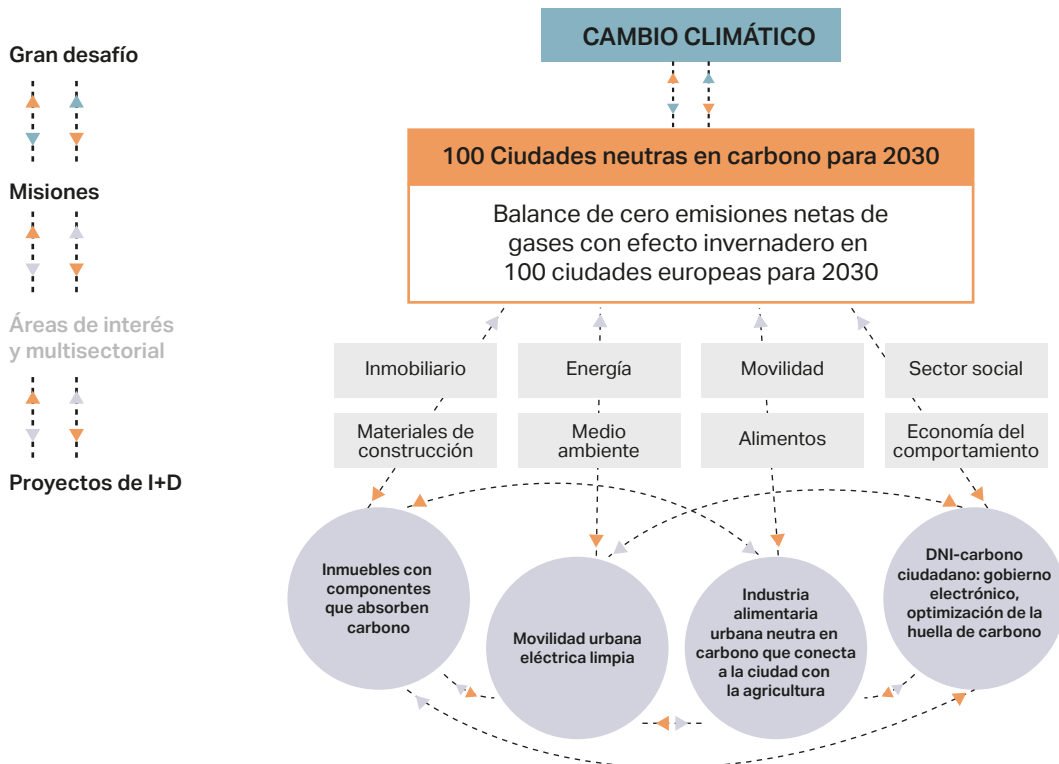 Gran desafío
Misiones
Áreas de interés
y multisectorial
Proyectos de I+D
CAMBIO CLIMÁTICO
100 Ciudades neutras en carbono para 2030
Balance de cero emisiones netas de
gases con efecto invernadero en
100 ciudades europeas para 2030
Inmobiliario
Energía
Movilidad
Sector social
Materiales de
construcción
Medio
ambiente
Alimentos
Economía del
comportamiento
Inmuebles con
componentes
que absorben
carbono
Movilidad urbana
eléctrica limpia
Industria
alimentaria
urbana neutra en
carbono que conecta
a la ciudad con
la agricultura
DNI-carbono
ciudadano: gobierno
electrónico,
optimización de la
huella de carbono